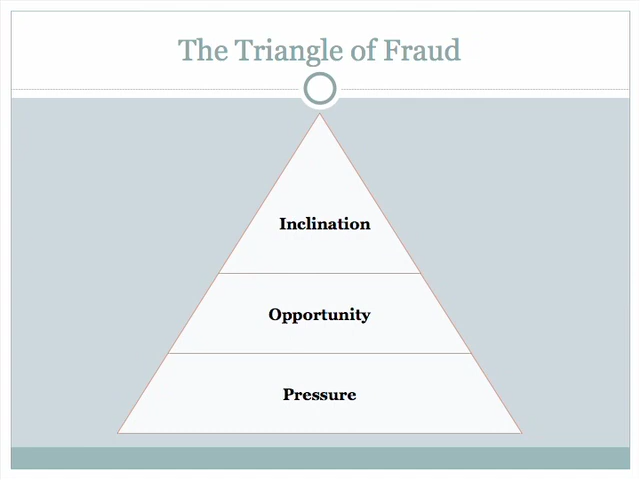 The Triangle of Fraud
Inclination
Opportunity
Pressure